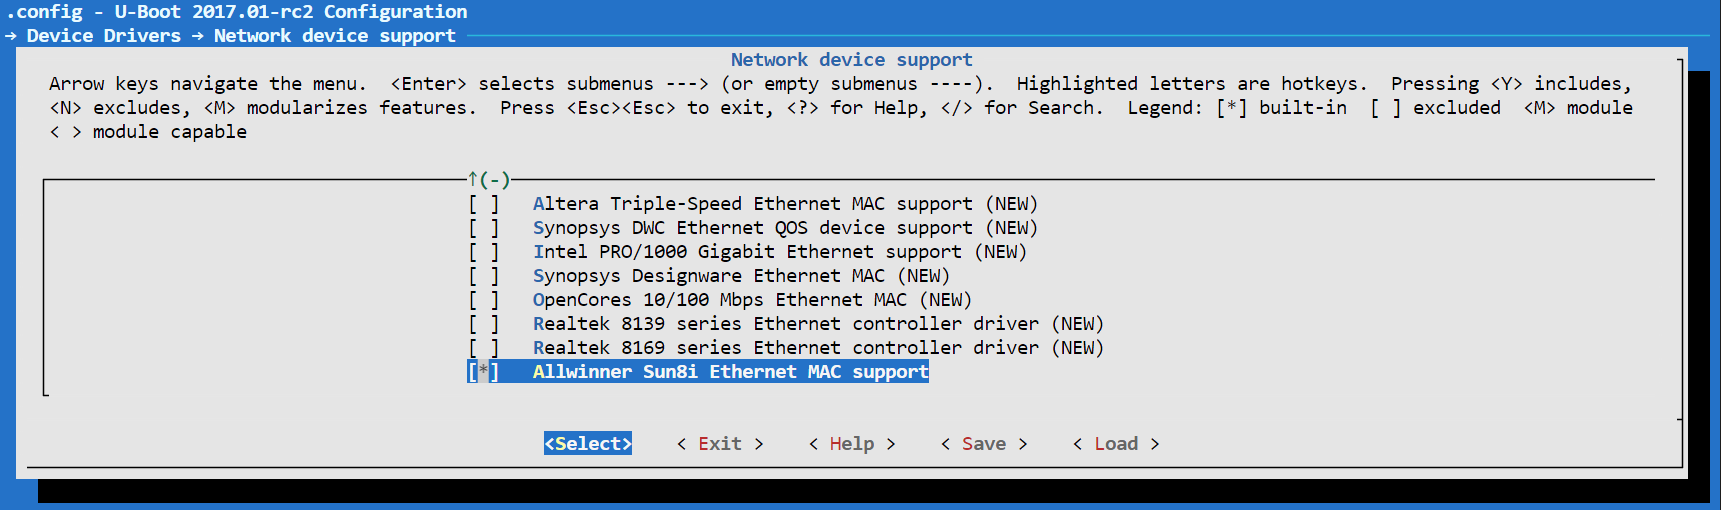 .config - U-Boot 2017.01-rc2 Configuration
→ Device Drivers → Network device support
Network device support
Arrow keys navigate the menu.  <Enter> selects submenus ---> (or empty submenus ----).  Highlighted letters are hotkeys.  Pressing <Y> includes,
<N> excludes, <M> modularizes features.  Press <Esc><Esc> to exit, <?> for Help, </> for Search.  Legend: [*] built-in  [ ] excluded  <M> module
< > module capable
↑(-)
[ ]   Altera Triple-Speed Ethernet MAC support (NEW)
[ ]   Synopsys DWC Ethernet QOS device support (NEW)
[ ]   Intel PRO/1000 Gigabit Ethernet support (NEW)
[ ]   Synopsys Designware Ethernet MAC (NEW)
[ ]   OpenCores 10/100 Mbps Ethernet MAC (NEW)
[ ]   Realtek 8139 series Ethernet controller driver (NEW)
[ ]   Realtek 8169 series Ethernet controller driver (NEW)
[*]   Allwinner Sun8i Ethernet MAC support
<Select>    < Exit >    < Help >    < Save >    < Load >